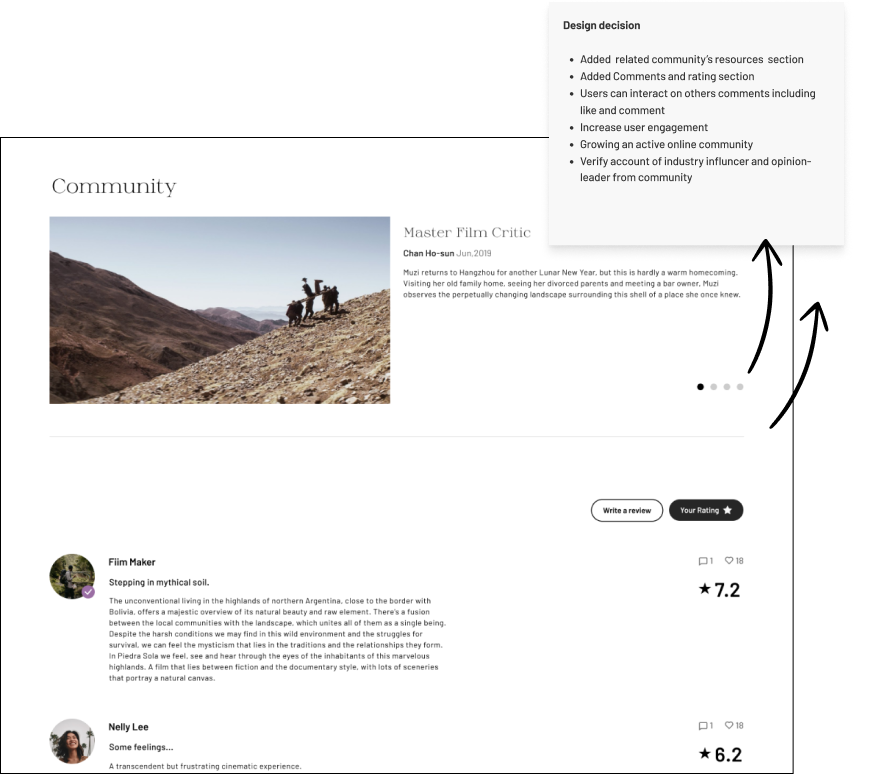 Design decision
Added related community's resources section
Added Comments and rating section
Users can interact on others comments including
like and comment
Increase user engagement
Growing an active online community
Verify account of industry influncer and opinion-
leader from community
Community
Master Film Critic
Chan Ho-sun Jun,2019
Muzi returns to Hangzhou for another Lunar New Year, but this is hardly a warm homecoming.
Visiting her old family home, seeing her divorced parents and meeting a bar owner, Muzi
observes the perpetually changing landscape surrounding this shell of a place she once knew.
Write a review
Your Rating
Fiim Maker
1 18
Stepping in mythical soil.
7.2
The unconventional living in the highlands of northern Argentina, close to the border with
Bolivia, offers a majestic overview of its natural beauty and raw element. There's a fusion
between the local communities with the landscape, which unites all of them as a single being.
Despite the harsh conditions we may find in this wild environment and the struggles for
survival, we can feel the mysticism that lies in the traditions and the relationships they form.
In Piedra Sola we feel, see and hear through the eyes of the inhabitants of this marvelous
highlands. A film that lies between fiction and the documentary style, with lots of sceneries
that portray a natural canvas.
Nelly Lee
1 18
Some feelings...
6.2
A transcendent but frustrating cinematic experience.